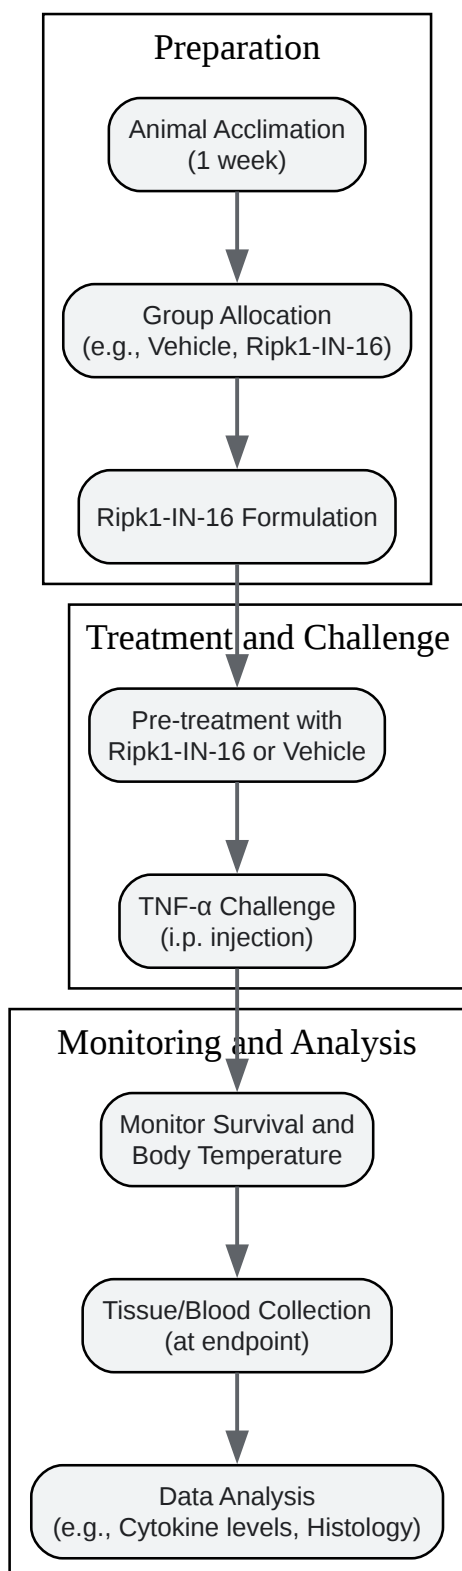 Preparation
Animal Acclimation
(1 week)
Group Allocation
(e.g., Vehicle, Ripk1-IN-16)
Ripk1-IN-16 Formulation
Treatment and Challenge
Pre-treatment with
Ripk1-IN-16 or Vehicle
TNF-α Challenge
(i.p. injection)
Monitoring and Analysis
Monitor Survival and
Body Temperature
Tissue/Blood Collection
(at endpoint)
Data Analysis
(e.g., Cytokine levels, Histology)